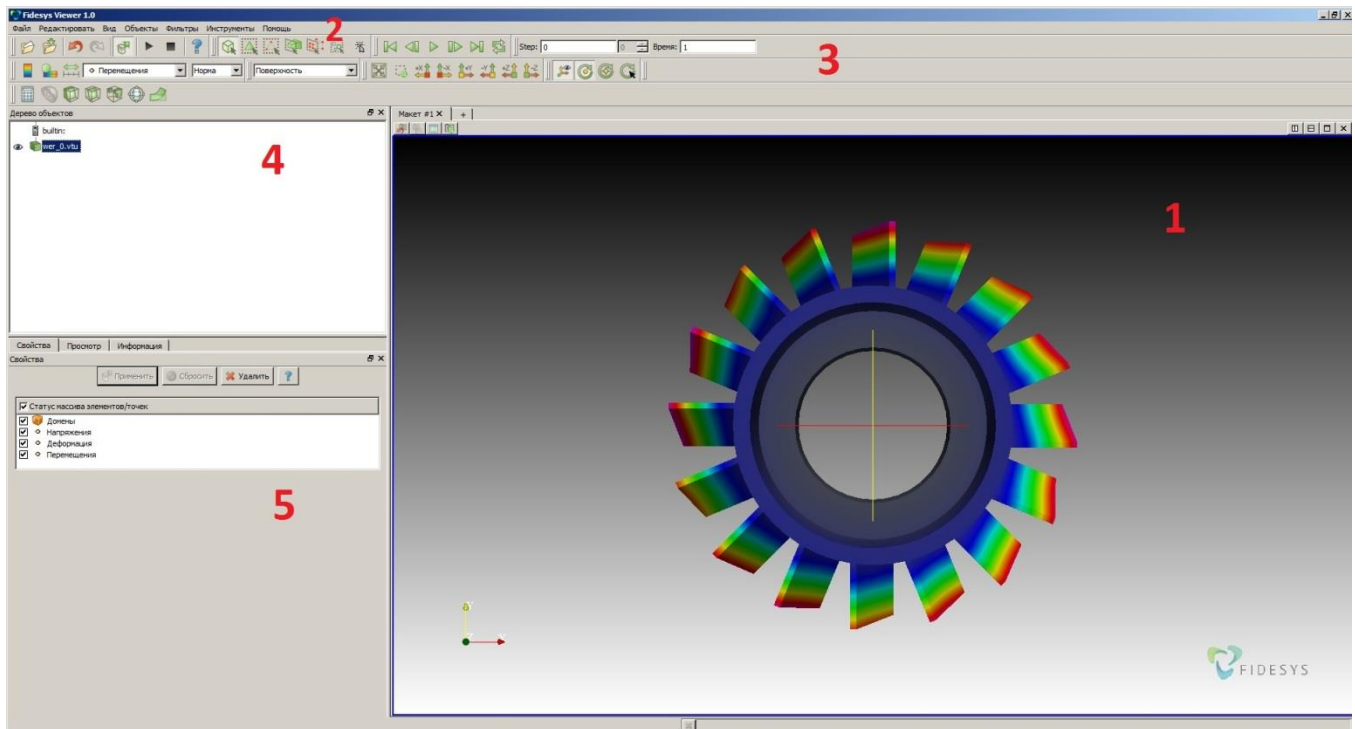 Fidesys Viewer 1.0
Файл Редактировать Вид Объекты Фильтры Инструменты Помощь
2
Step: 0 0 Время: 1
Перемещения Норма Поверхность
3
Дерево объектов
Макет #1 +
builtin:
wer_0.vtu
4
1
Свойства Просмотр Информация
Свойства
Применить Сбросить Удалить ?
Статус массива элементов/точек
Домены
Напряжения
Деформация
Перемещения
5
Y
X
FIDESYS